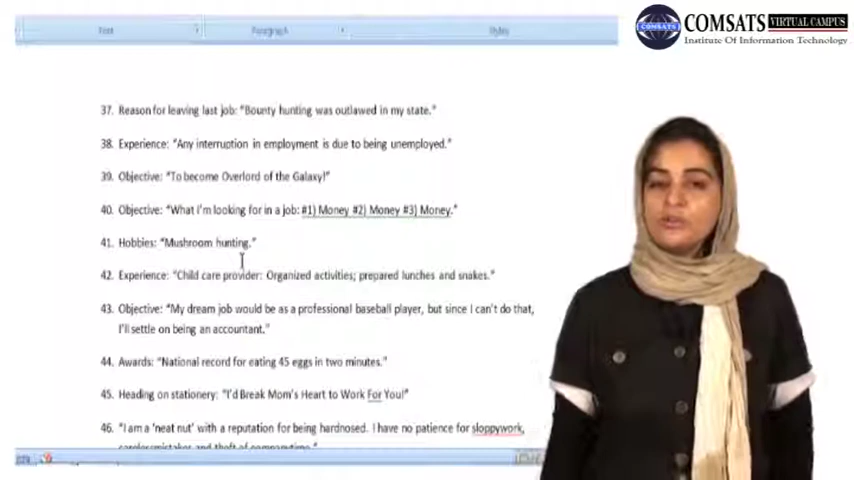 COMSATS VIRTUAL CAMPUS
COMSATS
Institute Of Information Technology
Font
Paragraph
Styles
37. Reason for leaving last job: "Bounty hunting was outlawed in my state."
38. Experience: "Any interruption in employment is due to being unemployed."
39. Objective: "To become Overlord of the Galaxy!"
40. Objective: "What I'm looking for in a job: #1) Money #2) Money #3) Money."
41. Hobbies: "Mushroom hunting."
42. Experience: "Child care provider: Organized activities; prepared lunches and snakes."
43. Objective: "My dream job would be as a professional baseball player, but since I can't do that,
I'll settle on being an accountant."
44. Awards: "National record for eating 45 eggs in two minutes."
45. Heading on stationery: "I'd Break Mom's Heart to Work For You!"
46. "I am a 'neat nut' with a reputation for being hardnosed. I have no patience for sloppywork,
and theft of companytime."